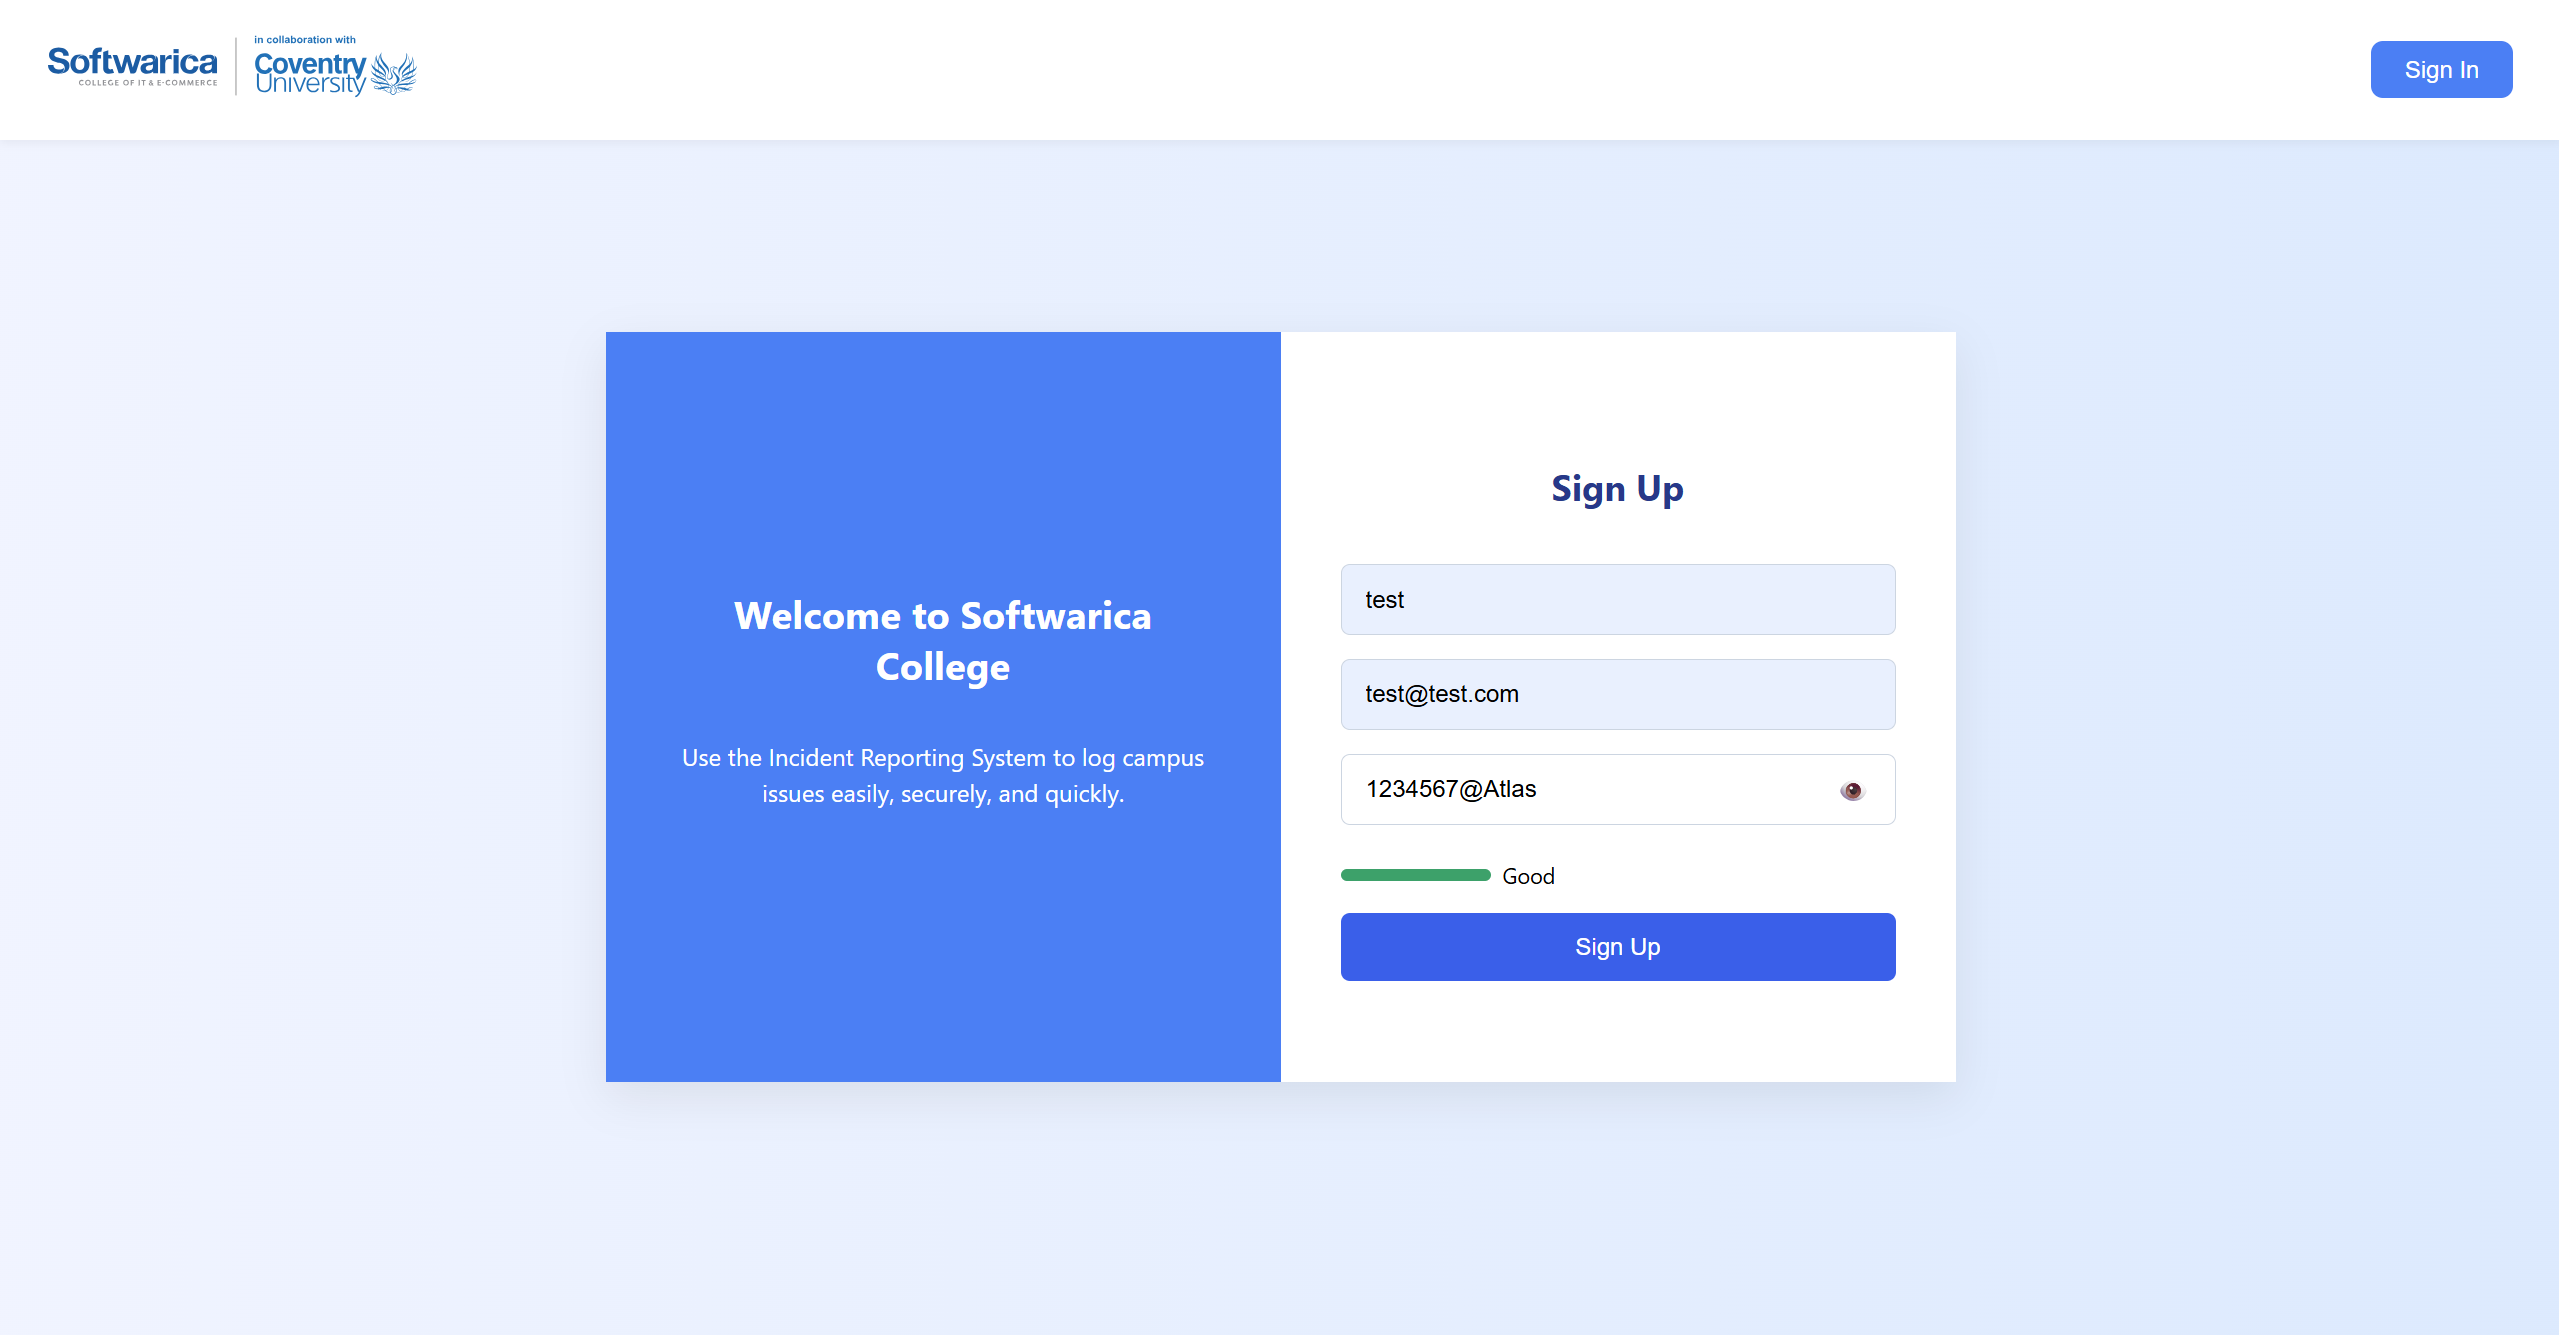 Softwarica
COLLEGE OF IT & E-COMMERCE
in collaboration with
Coventry
University
Sign In
Welcome to Softwarica
College
Use the Incident Reporting System to log campus
issues easily, securely, and quickly.
Sign Up
test
test@test.com
1234567@Atlas
Good
Sign Up